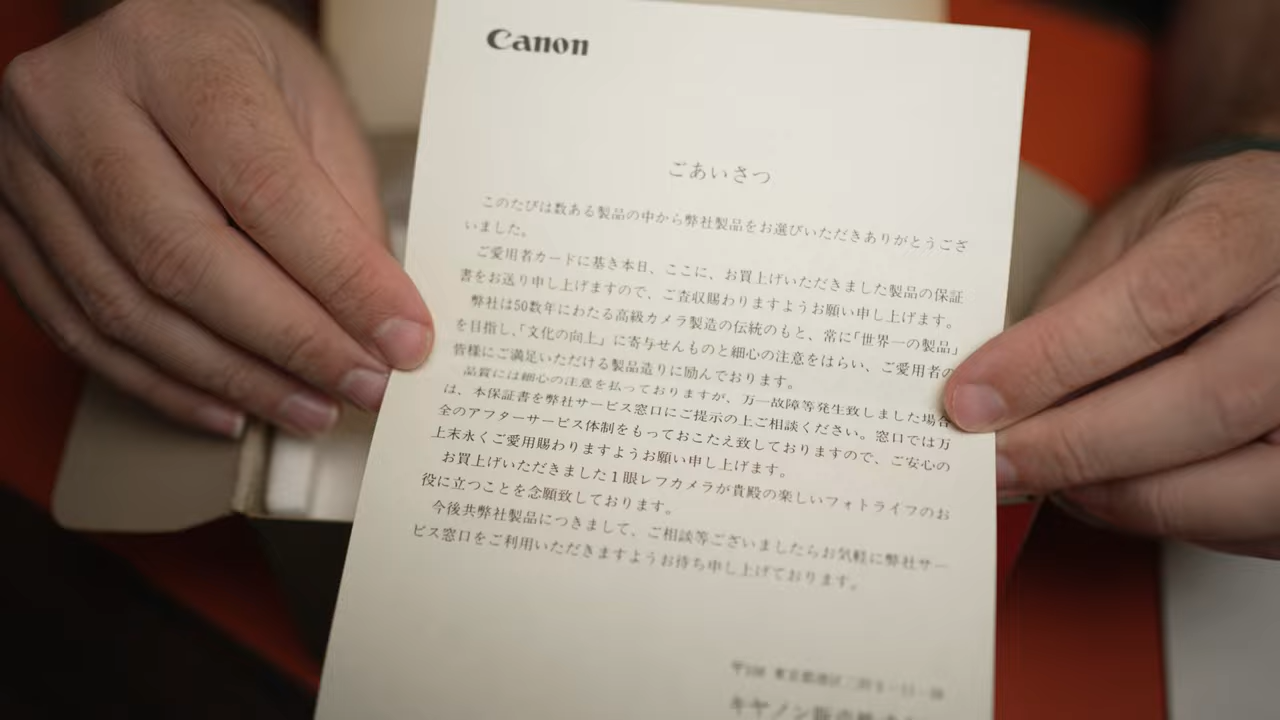 Canon
ごあいさつ
このたびは数ある製品の中から弊社製品をお選びいただきありがとうござ
いました。
ご愛用者カードに基き本日、ここに、お買上げいただきました製品の保証
書をお送り申し上げますので、ご査収賜わりますようお願い申し上げます。
弊社は50数年にわたる高級カメラ製造の伝統のもと、常に「世界一の製品」
を目指し、「文化の向上」に寄与せんものと細心の注意をはらい、ご愛用者の
皆様にご満足いただける製品造りに励んでおります。
品質には細心の注意を払っておりますが、万一故障等発生致しました場合
は、本保証書を弊社サービス窓口にご提示の上ご相談ください。窓口では万
全のアフターサービス体制をもっておこたえ致しておりますので、ご安心の
上末永くご愛用賜わりますようお願い申し上げます。
お買上げいただきました1眼レフカメラが貴殿の楽しいフォトライフのお
役に立つことを念願致しております。
今後共弊社製品につきまして、ご相談等ございましたらお気軽に弊社サー
ビス窓口をご利用いただきますようお待ち申し上げております。
東京都港区三田
キヤノン販売株